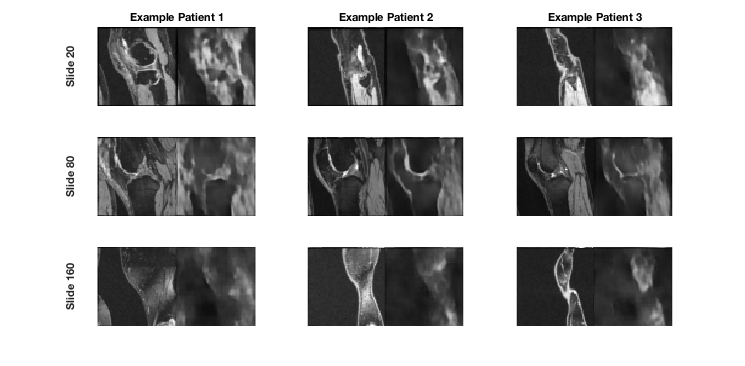 Example Patient 1
Example Patient 2
Example Patient 3
Slide 20
Slide 80
Slide 160